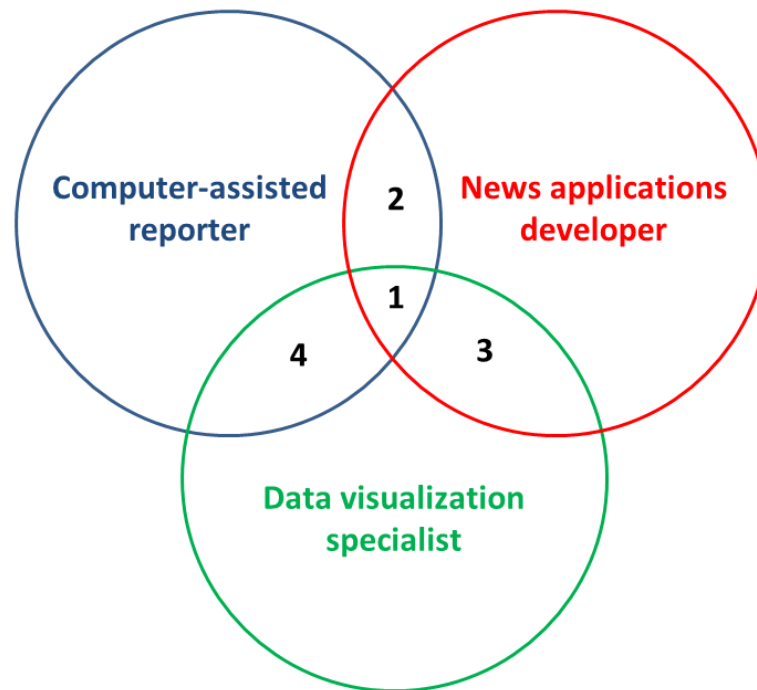 Computer-assisted
reporter
2
News applications
developer
1
4
3
Data visualization
specialist